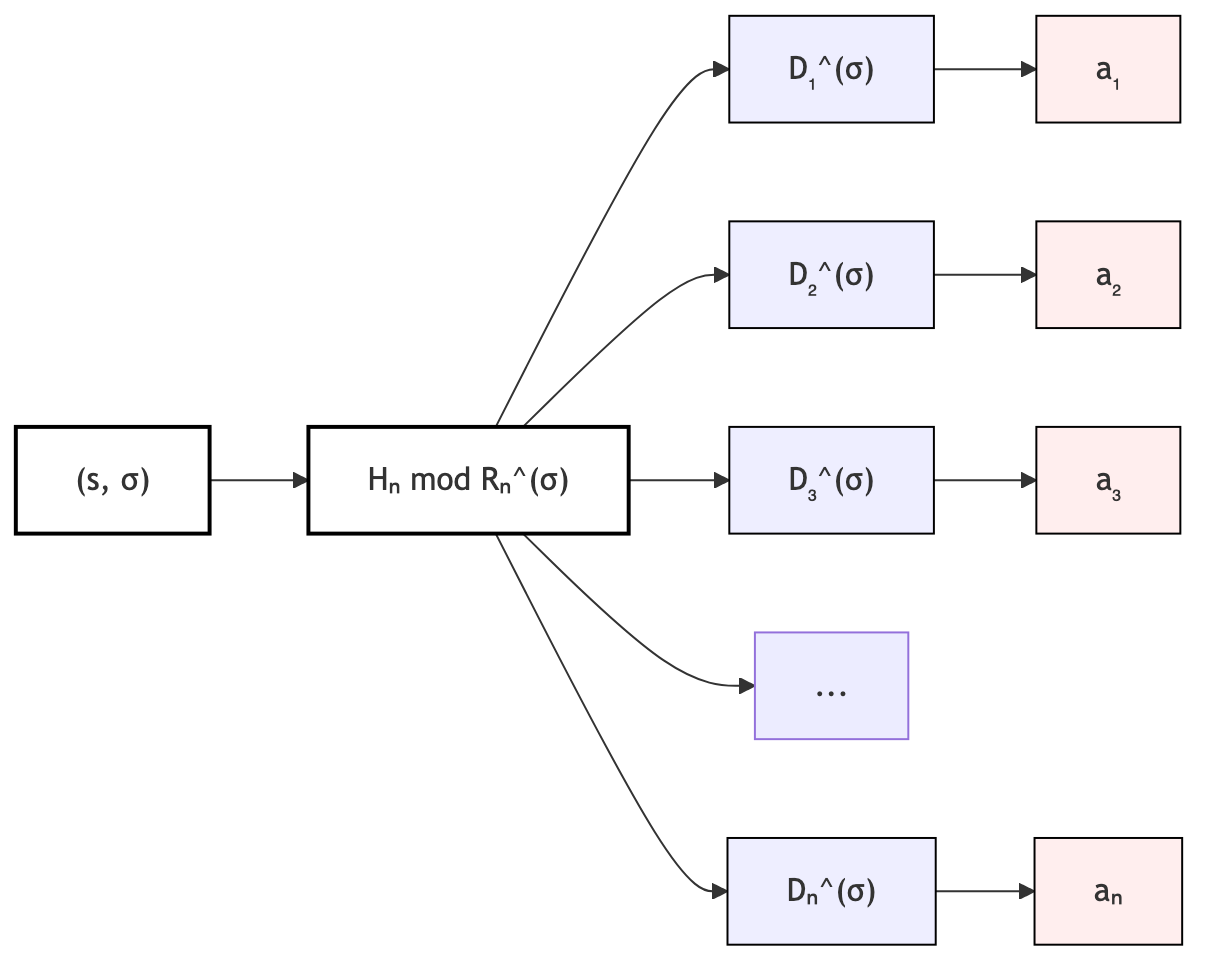 D₁^(σ)
a₁
D₂^(σ)
a₂
(s, σ)
Hₙ mod Rₙ^(σ)
D₃^(σ)
a₃
...
Dₙ^(σ)
aₙ